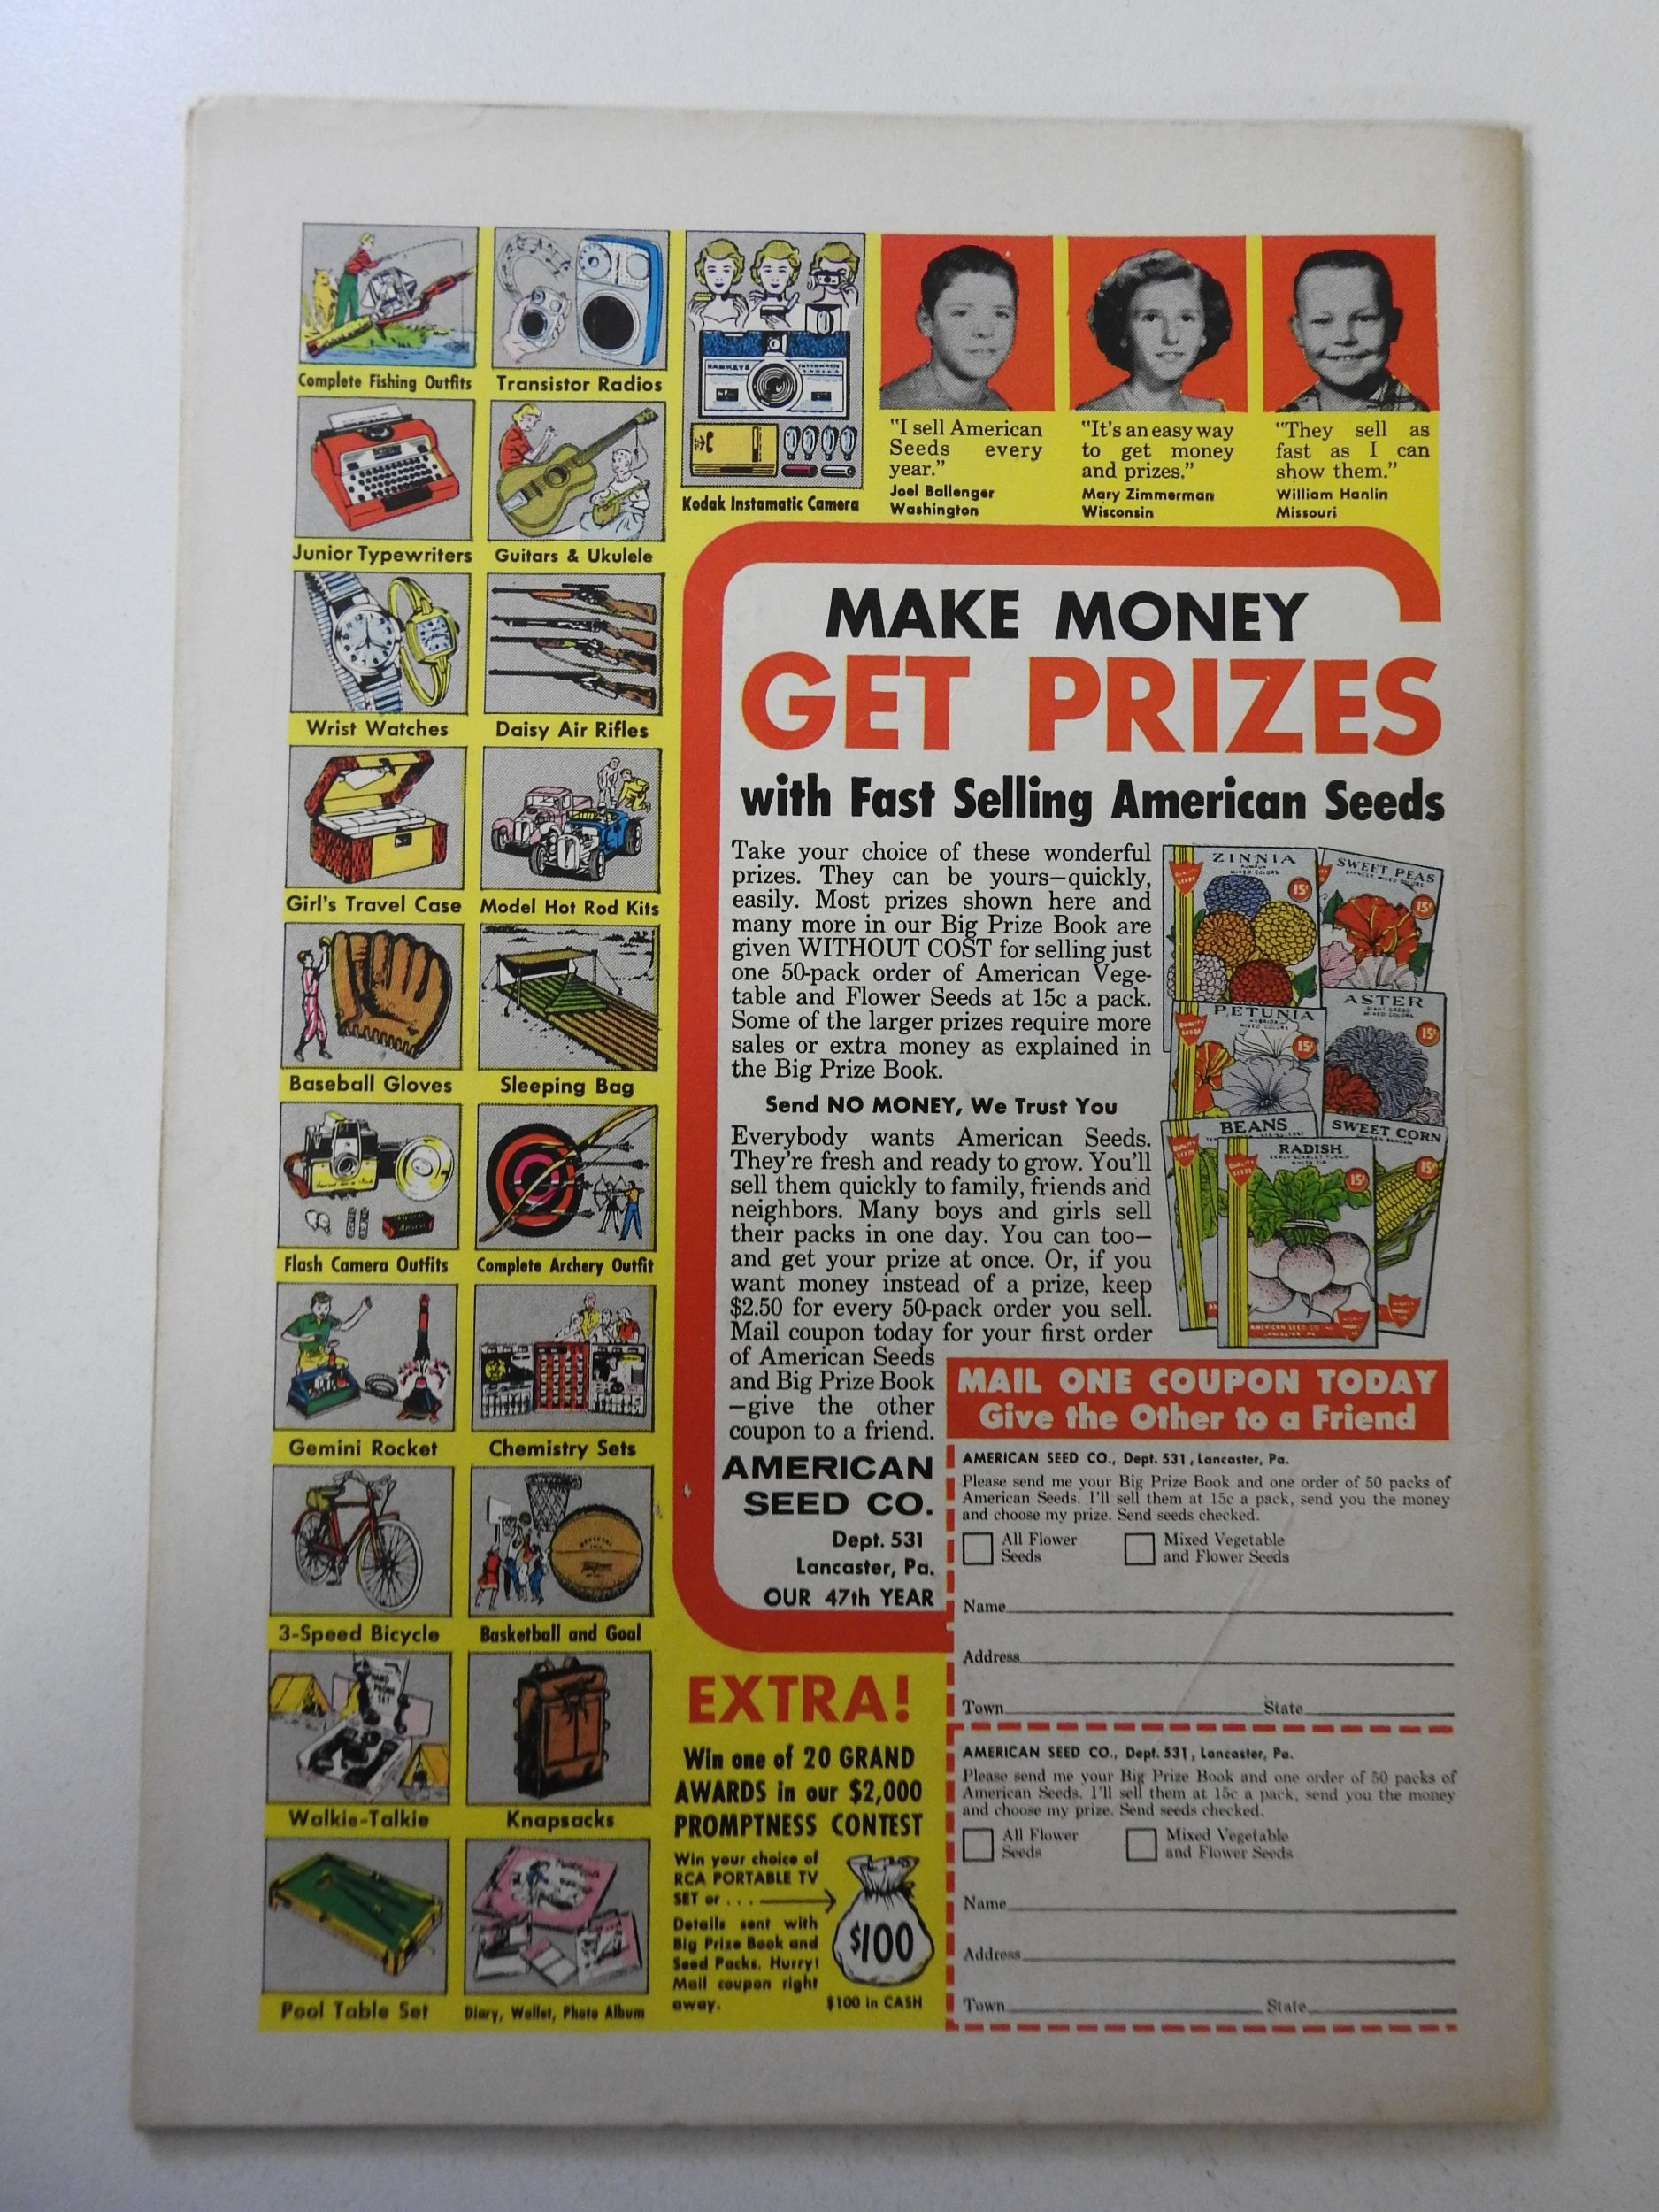 Complete Fishing Outfits
Transistor Radios
HAWKEYE
INSTAMATIC
Kodak Instamatic Camera
Junior Typewriters
Guitars & Ukulele
Wrist Watches
Daisy Air Rifles
Girl's Travel Case
Model Hot Rod Kits
Baseball Gloves
Sleeping Bag
Flash Camera Outfits
Complete Archery Outfit
Gemini Rocket
Chemistry Sets
3-Speed Bicycle
Basketball and Goal
Walkie-Talkie
Knapsacks
Pool Table Set
Diary, Wallet, Photo Album
"I sell American
Seeds every
year."
Joel Ballenger
Washington
"It's an easy way
to get money
and prizes."
Mary Zimmerman
Wisconsin
"They sell as
fast as I can
show them."
William Hanlin
Missouri
MAKE MONEY
GET PRIZES
with Fast Selling American Seeds
Take your choice of these wonderful
prizes. They can be yours—quickly,
easily. Most prizes shown here and
many more in our Big Prize Book are
given WITHOUT COST for selling just
one 50-pack order of American Vege-
table and Flower Seeds at 15c a pack.
Some of the larger prizes require more
sales or extra money as explained in
the Big Prize Book.
Send NO MONEY, We Trust You
Everybody wants American Seeds.
They're fresh and ready to grow. You'll
sell them quickly to family, friends and
neighbors. Many boys and girls sell
their packs in one day. You can too—
and get your prize at once. Or, if you
want money instead of a prize, keep
$2.50 for every 50-pack order you sell.
Mail coupon today for your first order
of American Seeds
and Big Prize Book
—give the other
coupon to a friend.
AMERICAN
SEED CO.
Dept. 531
Lancaster, Pa.
OUR 47th YEAR
ZINNIA
MIXED COLORS
15¢
SWEET PEAS
MIXED COLORS
15¢
PETUNIA
MIXED COLORS
15¢
ASTER
MIXED COLORS
15¢
BEANS
SWEET CORN
15¢
RADISH
15¢
AMERICAN SEED CO.
MAIL ONE COUPON TODAY
Give the Other to a Friend
AMERICAN SEED CO., Dept. 531, Lancaster, Pa.
Please send me your Big Prize Book and one order of 50 packs of
American Seeds. I'll sell them at 15c a pack, send you the money
and choose my prize. Send seeds checked.
All Flower
Seeds
Mixed Vegetable
and Flower Seeds
Name
Address
Town State
AMERICAN SEED CO., Dept. 531, Lancaster, Pa.
Please send me your Big Prize Book and one order of 50 packs of
American Seeds. I'll sell them at 15c a pack, send you the money
and choose my prize. Send seeds checked.
All Flower
Seeds
Mixed Vegetable
and Flower Seeds
Name
Address
Town State
EXTRA!
Win one of 20 GRAND
AWARDS in our $2,000
PROMPTNESS CONTEST
Win your choice of
RCA PORTABLE TV
SET or . . .
Details sent with
Big Prize Book and
Seed Packs. Hurry!
Mail coupon right
away.
$100
$100 in CASH